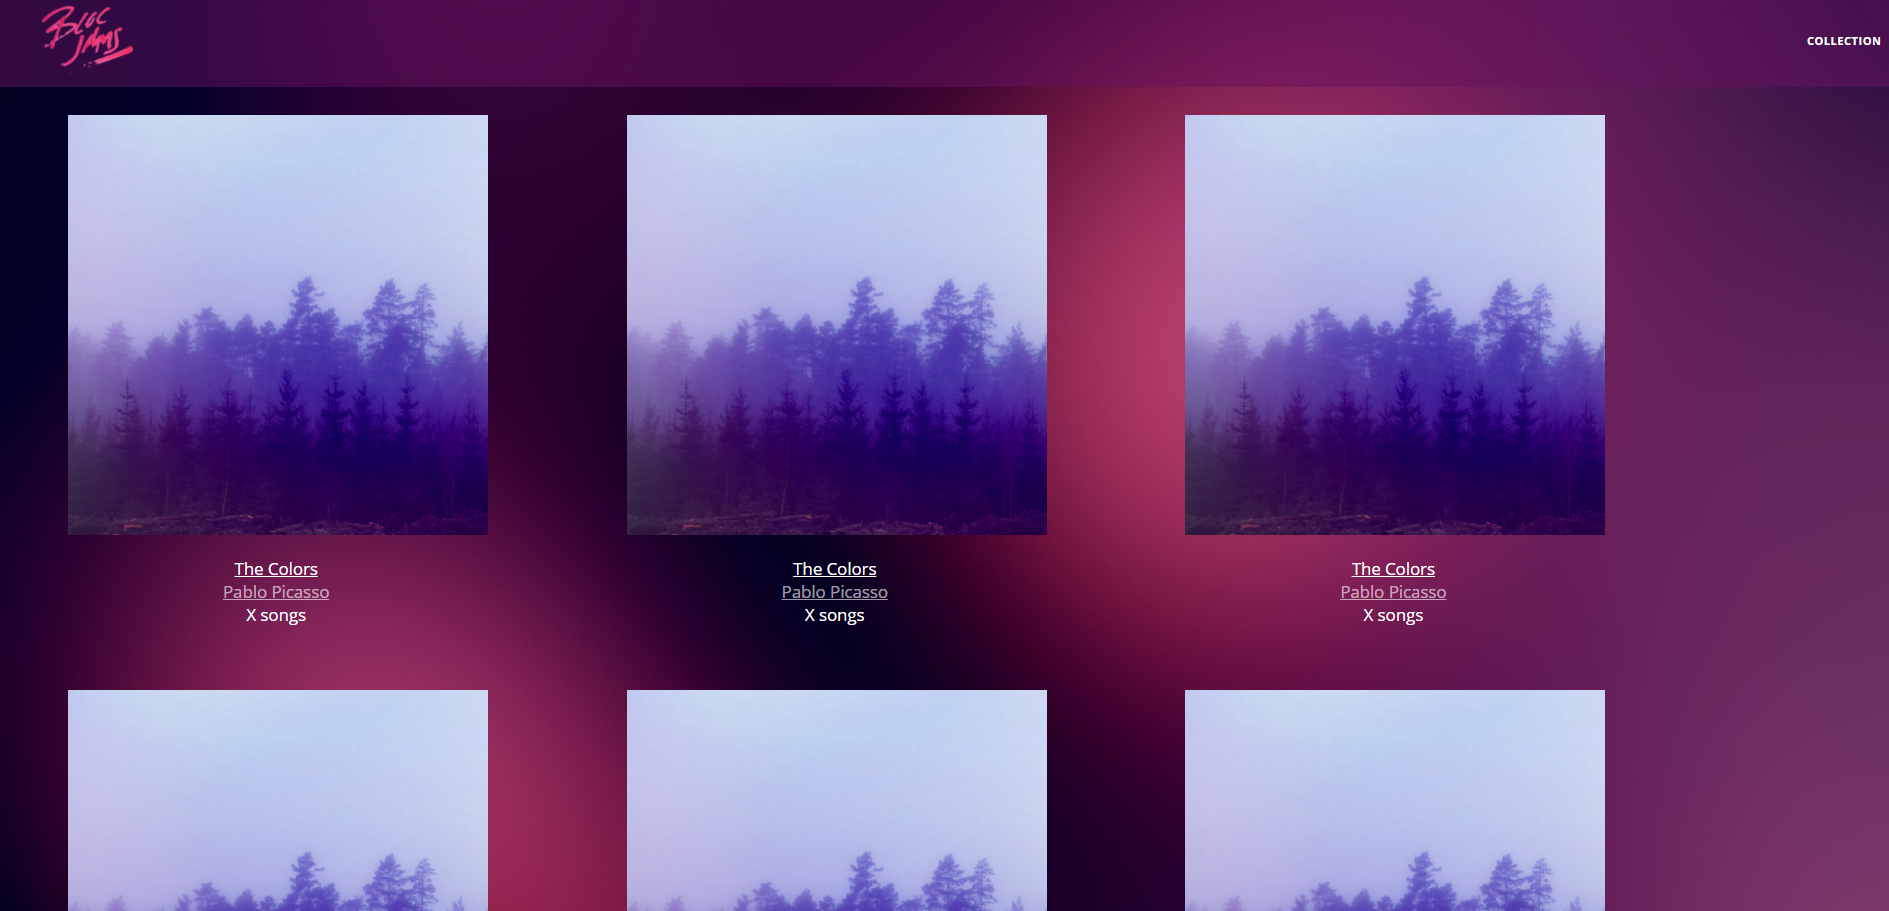 BLOC
JAMS
COLLECTION
The Colors
Pablo Picasso
X songs
The Colors
Pablo Picasso
X songs
The Colors
Pablo Picasso
X songs